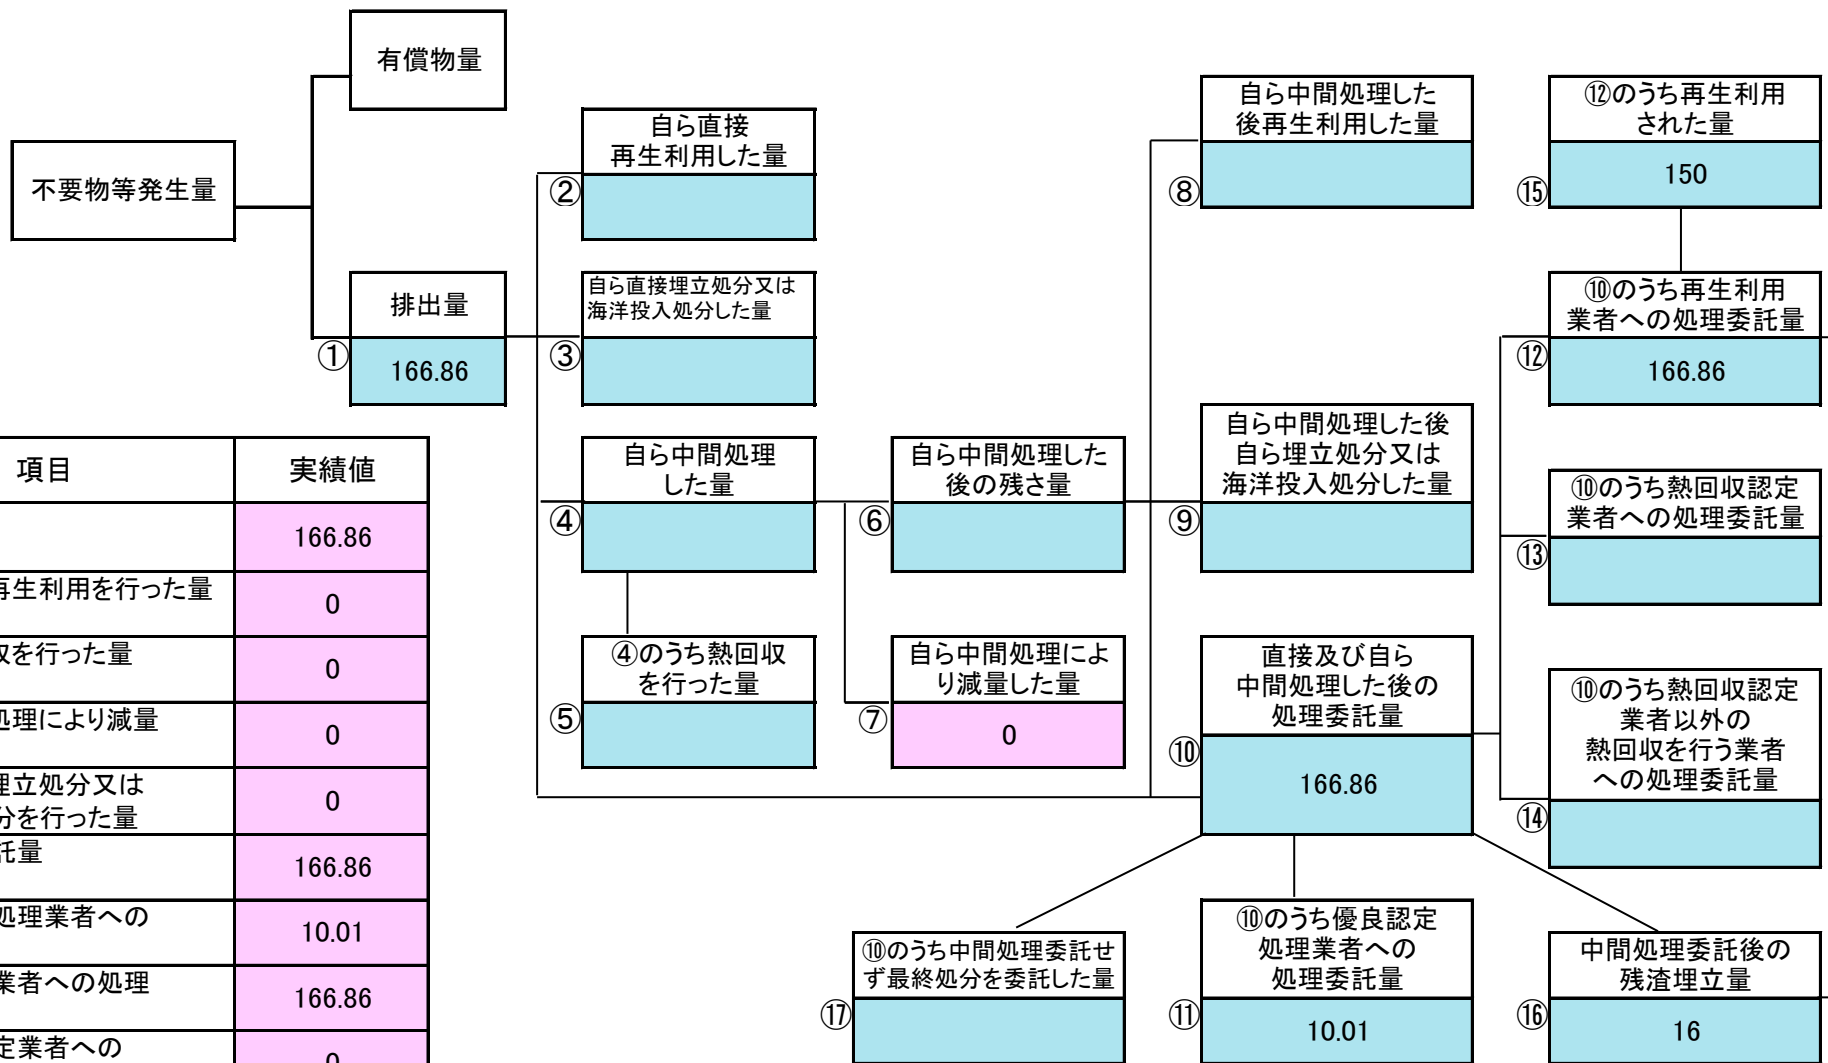 有償物量
不要物等発生量
排出量
①
166.86
自ら直接
再生利用した量
②
自ら直接埋立処分又は
海洋投入処分した量
③
自ら中間処理
した量
④
④のうち熱回収
を行った量
⑤
自ら中間処理した
後の残さ量
⑥
自ら中間処理によ
り減量した量
⑦
0
自ら中間処理した
後再生利用した量
⑧
自ら中間処理した後
自ら埋立処分又は
海洋投入処分した量
⑨
直接及び自ら
中間処理した後の
処理委託量
⑩
166.86
⑩のうち優良認定
処理業者への
処理委託量
⑪
10.01
⑫のうち再生利用
された量
⑮
150
⑩のうち再生利用
業者への処理委託量
⑫
166.86
⑩のうち熱回収認定
業者への処理委託量
⑬
⑩のうち熱回収認定
業者以外の
熱回収を行う業者
への処理委託量
⑭
中間処理委託後の
残渣埋立量
⑯
16
⑩のうち中間処理委託せ
ず最終処分を委託した量
⑰
項目 実績値
166.86
再生利用を行った量 0
を行った量 0
処理により減量 0
埋立処分又は
分を行った量 0
託量 166.86
処理業者への 10.01
業者への処理 166.86
定業者への